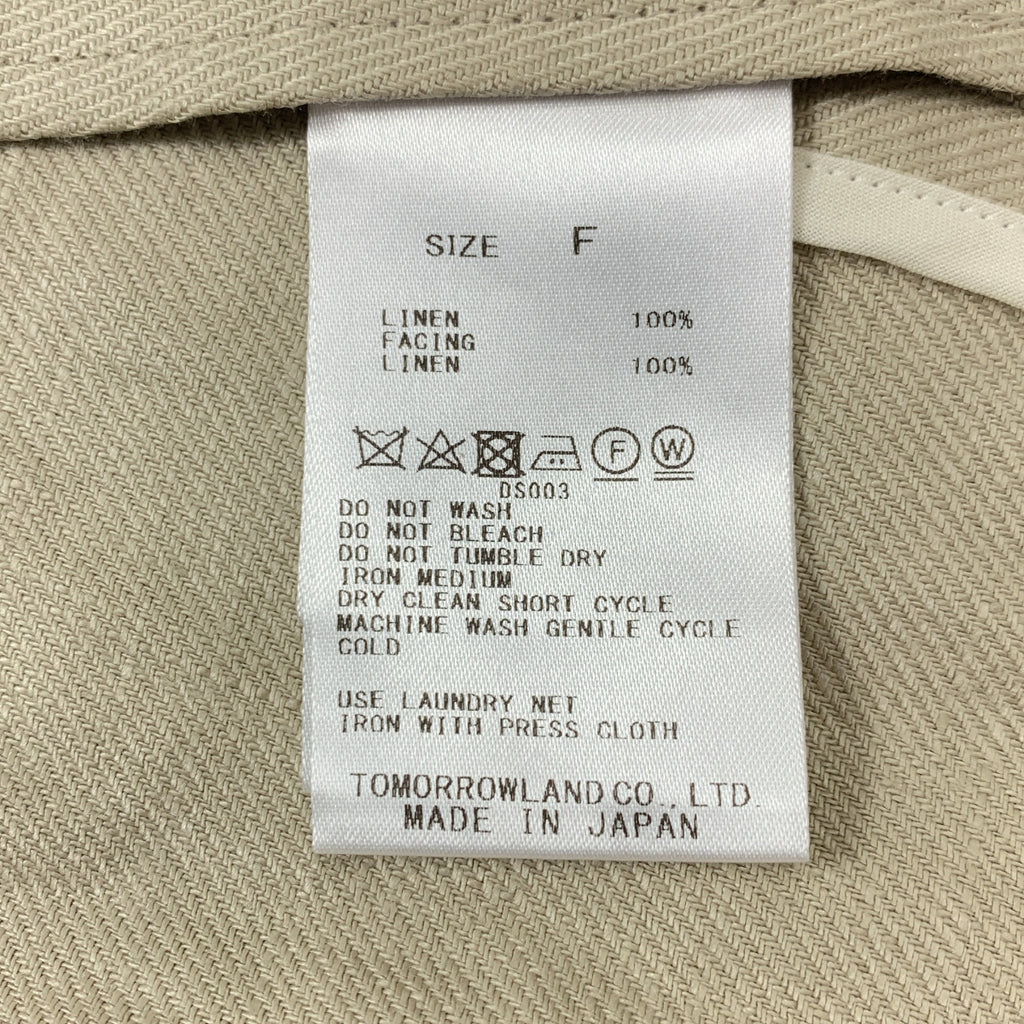 SIZE F
LINEN 100%
FACING
LINEN 100%
F W
DS003
DO NOT WASH
DO NOT BLEACH
DO NOT TUMBLE DRY
IRON MEDIUM
DRY CLEAN SHORT CYCLE
MACHINE WASH GENTLE CYCLE
COLD
USE LAUNDRY NET
IRON WITH PRESS CLOTH
TOMORROWLAND CO., LTD.
MADE IN JAPAN